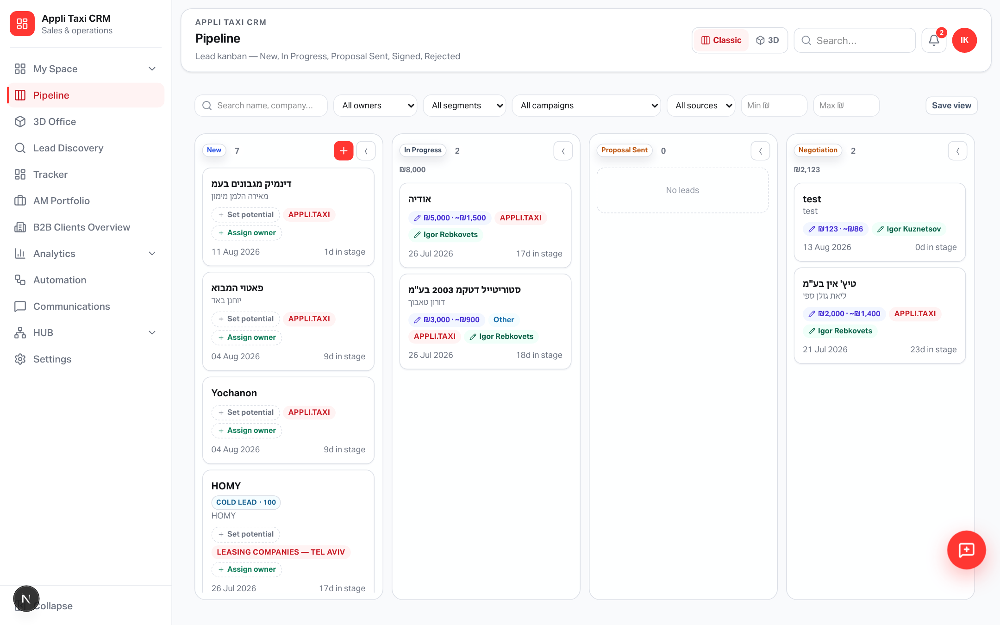 Appli Taxi CRM
Sales & operations
My Space
Pipeline
3D Office
Lead Discovery
Tracker
AM Portfolio
B2B Clients Overview
Analytics
Automation
Communications
HUB
Settings
N
Collapse
APPLI TAXI CRM
Pipeline
Lead kanban — New, In Progress, Proposal Sent, Signed, Rejected
Classic
3D
Search...
2
IK
Search name, company...
All owners
All segments
All campaigns
All sources
Min ₪
Max ₪
Save view
New 7
דינמיק מגבונים בעמ
מאירה הלמן מימון
+ Set potential APPLI.TAXI
+ Assign owner
11 Aug 2026 1d in stage
פאטוי המבוא
יוחנן באד
+ Set potential APPLI.TAXI
+ Assign owner
04 Aug 2026 9d in stage
Yochanon
+ Set potential APPLI.TAXI
+ Assign owner
04 Aug 2026 9d in stage
HOMY
COLD LEAD · 100
HOMY
+ Set potential
LEASING COMPANIES — TEL AVIV
+ Assign owner
26 Jul 2026 17d in stage
In Progress 2
₪8,000
אודיה
₪5,000 · ~₪1,500 APPLI.TAXI
Igor Rebkovets
26 Jul 2026 17d in stage
סטוריטייל דטקמ 2003 בע"מ
דורון טאבוך
₪3,000 · ~₪900 Other
APPLI.TAXI Igor Rebkovets
26 Jul 2026 18d in stage
Proposal Sent 0
No leads
Negotiation 2
₪2,123
test
test
₪123 · ~₪86 Igor Kuznetsov
13 Aug 2026 0d in stage
טיץ' אין בע"מ
ליאת גולן ספי
₪2,000 · ~₪1,400 APPLI.TAXI
Igor Rebkovets
21 Jul 2026 23d in stage